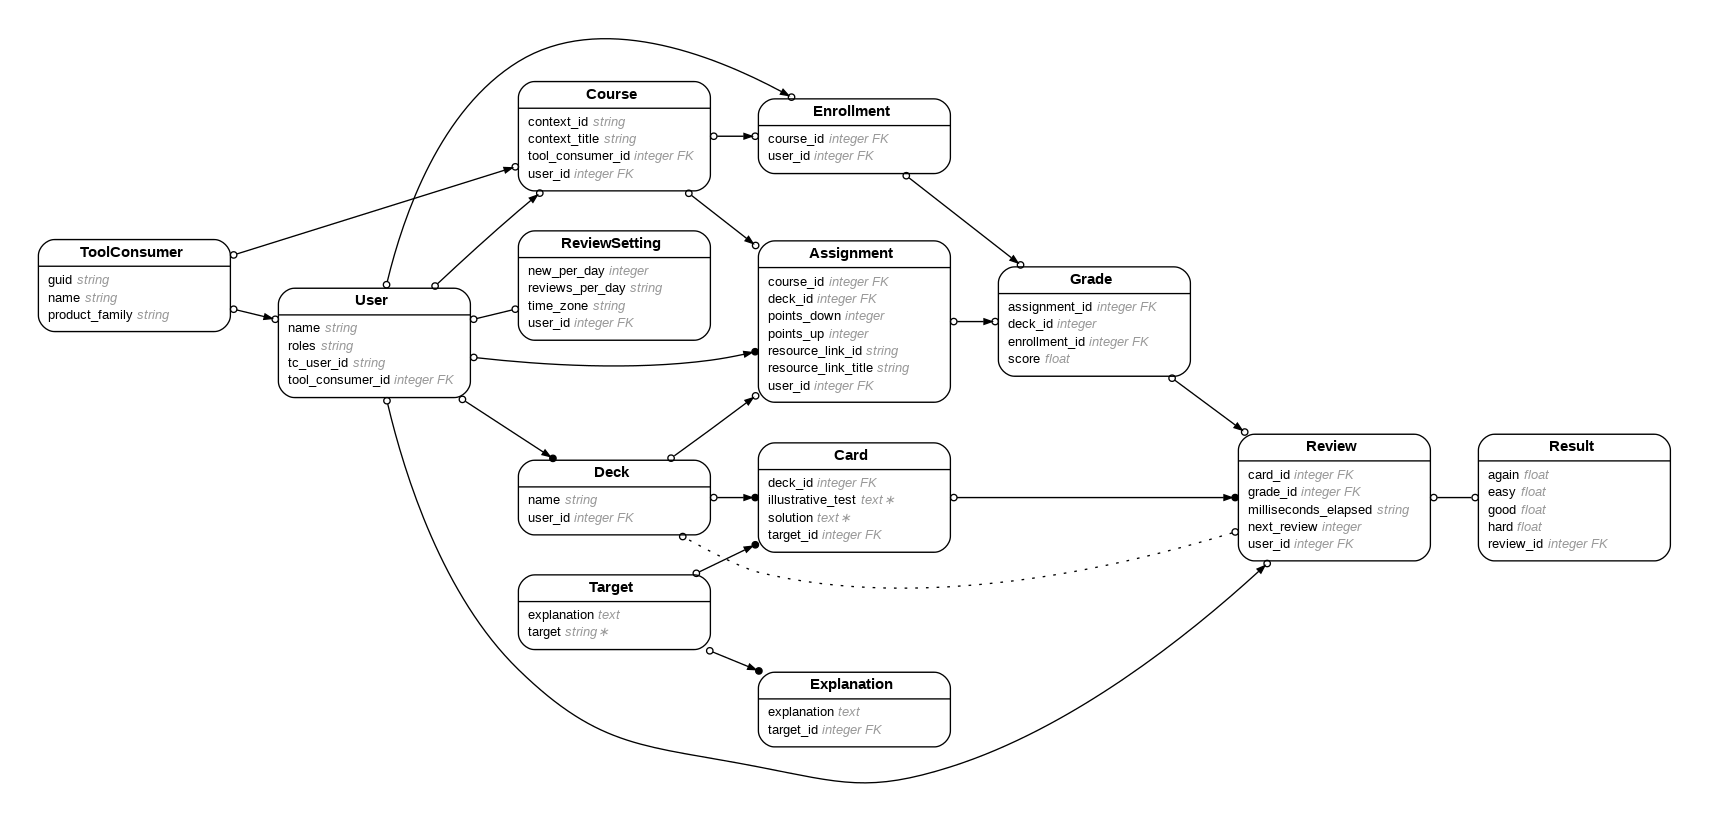 ToolConsumer
guid string
name string
product_family string
User
name string
roles string
tc_user_id string
tool_consumer_id integer FK
Course
context_id string
context_title string
tool_consumer_id integer FK
user_id integer FK
ReviewSetting
new_per_day integer
reviews_per_day string
time_zone string
user_id integer FK
Deck
name string
user_id integer FK
Target
explanation text
target string∗
Enrollment
course_id integer FK
user_id integer FK
Assignment
course_id integer FK
deck_id integer FK
points_down integer
points_up integer
resource_link_id string
resource_link_title string
user_id integer FK
Card
deck_id integer FK
illustrative_test text∗
solution text∗
target_id integer FK
Explanation
explanation text
target_id integer FK
Grade
assignment_id integer FK
deck_id integer
enrollment_id integer FK
score float
Review
card_id integer FK
grade_id integer FK
milliseconds_elapsed string
next_review integer
user_id integer FK
Result
again float
easy float
good float
hard float
review_id integer FK